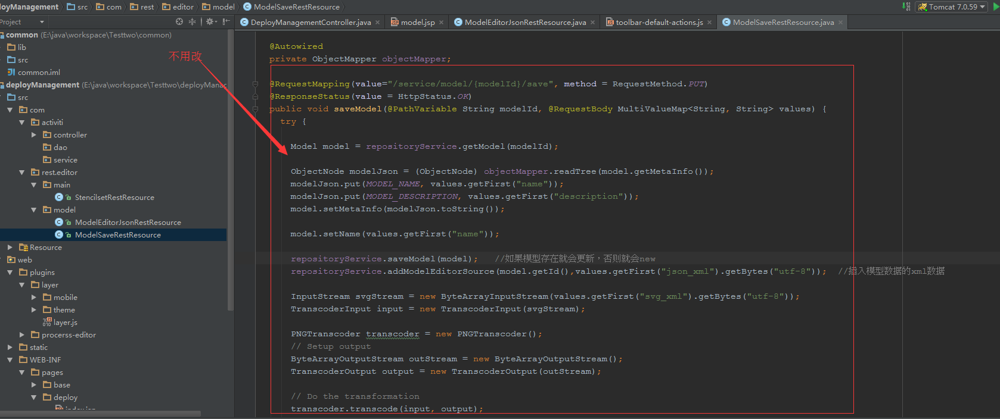 loyManagement src com rest editor model ModelSaveRestResource
Tomcat 7.0.59
Project
DeployManagementController.java × model.jsp × ModelEditorJsonRestResource.java × toolbar-default-actions.js × ModelSaveRestResource.java ×
common (E:\java\workspace\Testtwo\common)
lib
src
common.iml
deployManagement (E:\java\workspace\Testtwo\deployManag
src
com
activiti
controller
dao
service
rest.editor
main
StencilsetRestResource
model
ModelEditorJsonRestResource
ModelSaveRestResource
Resource
web
plugins
layer
mobile
theme
layer.js
procerss-editor
static
WEB-INF
pages
base
deploy
index.jsp
不用改
@Autowired
private ObjectMapper objectMapper;
@RequestMapping(value="/service/model/{modelId}/save", method = RequestMethod.PUT)
@ResponseStatus(value = HttpStatus.OK)
public void saveModel(@PathVariable String modelId, @RequestBody MultiValueMap<String, String> values) {
try {
Model model = repositoryService.getModel(modelId);
ObjectNode modelJson = (ObjectNode) objectMapper.readTree(model.getMetaInfo());
modelJson.put(MODEL_NAME, values.getFirst("name"));
modelJson.put(MODEL_DESCRIPTION, values.getFirst("description"));
model.setMetaInfo(modelJson.toString());
model.setName(values.getFirst("name"));
repositoryService.saveModel(model); //如果模型存在就会更新，否则就会new
repositoryService.addModelEditorSource(model.getId(),values.getFirst("json_xml").getBytes("utf-8")); //插入模型数据的xml数据
InputStream svgStream = new ByteArrayInputStream(values.getFirst("svg_xml").getBytes("utf-8"));
TranscoderInput input = new TranscoderInput(svgStream);
PNGTranscoder transcoder = new PNGTranscoder();
// Setup output
ByteArrayOutputStream outStream = new ByteArrayOutputStream();
TranscoderOutput output = new TranscoderOutput(outStream);
// Do the transformation
transcoder.transcode(input, output);